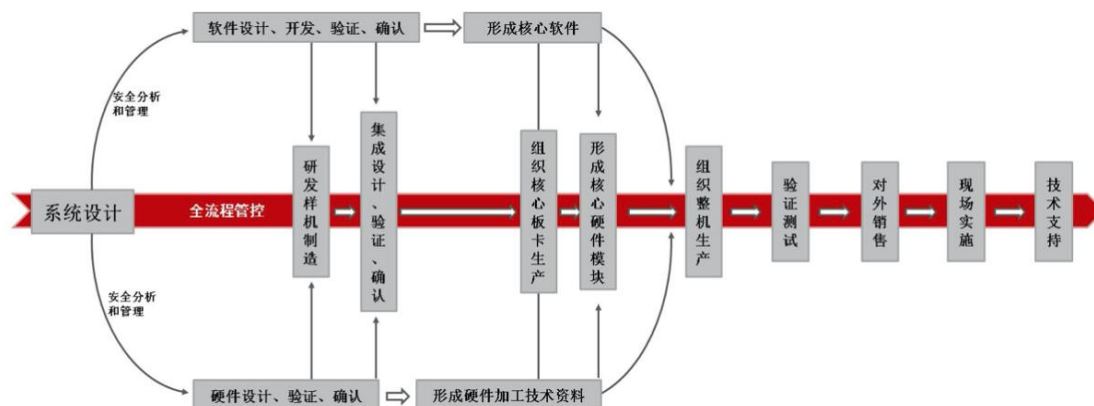 软件设计、开发、验证、确认
形成核心软件
安全分析
和管理
系统设计
全流程管控
研发样机制造
集成设计、验证、确认
组织核心板卡生产
形成核心硬件模块
组织整机生产
验证测试
对外销售
现场实施
技术支持
安全分析
和管理
硬件设计、验证、确认
形成硬件加工技术资料